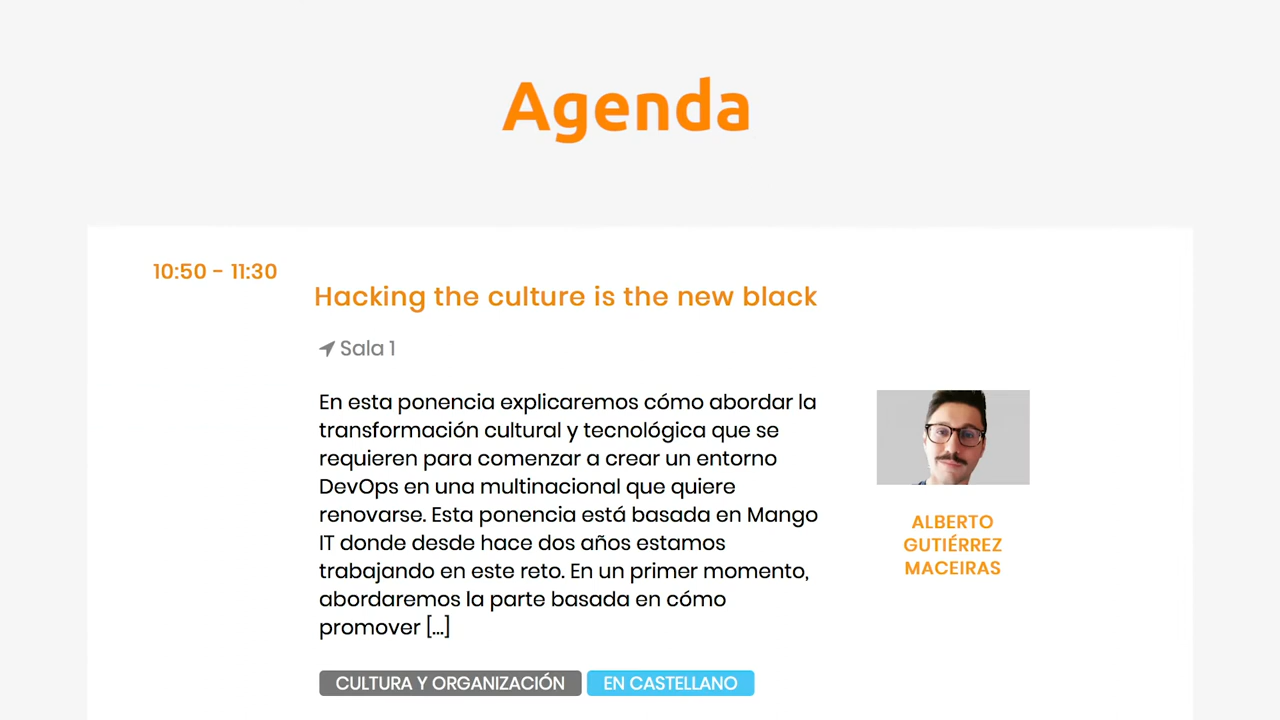 Agenda
10:50 - 11:30
Hacking the culture is the new black
Sala 1
En esta ponencia explicaremos cómo abordar la
transformación cultural y tecnológica que se
requieren para comenzar a crear un entorno
DevOps en una multinacional que quiere
renovarse. Esta ponencia está basada en Mango
IT donde desde hace dos años estamos
trabajando en este reto. En un primer momento,
abordaremos la parte basada en cómo
promover [...]
ALBERTO
GUTIÉRREZ
MACEIRAS
CULTURA Y ORGANIZACIÓN
EN CASTELLANO